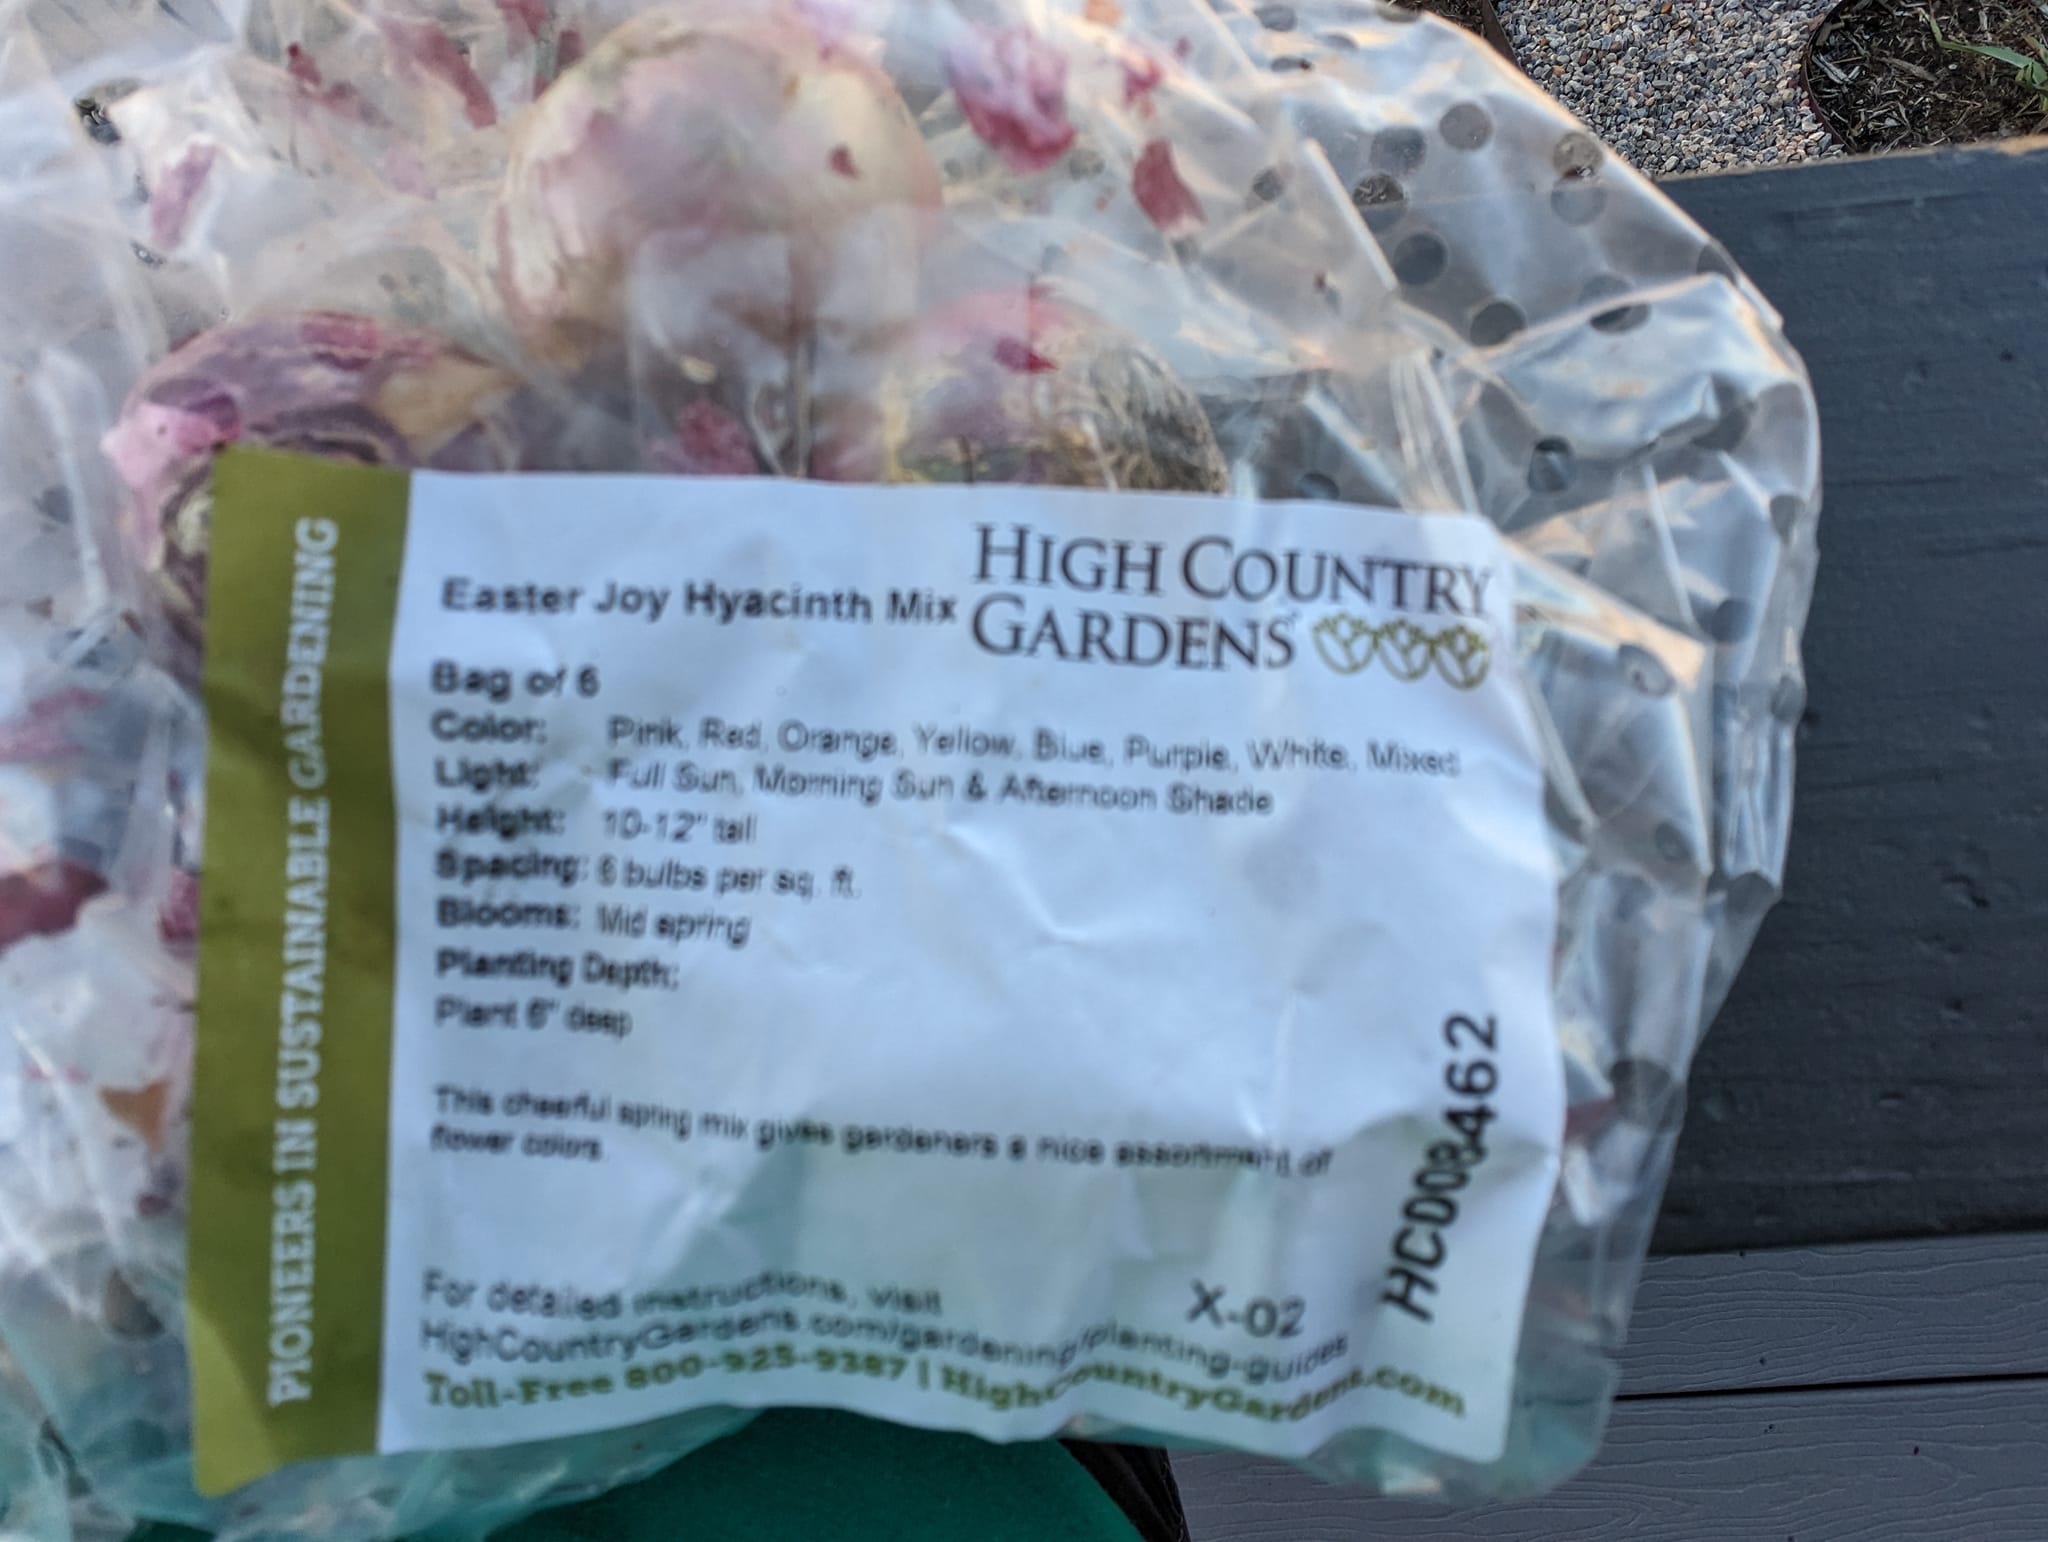 PIONEERS IN SUSTAINABLE GARDENING
HIGH COUNTRY
GARDENS
Easter Joy Hyacinth Mix
Bag of 6
Color: Pink, Red, Orange, Yellow, Blue, Purple, White, Mixed
Light: Full Sun, Morning Sun & Afternoon Shade
Height: 10-12" tall
Spacing: 6 bulbs per sq. ft.
Blooms: Mid spring
Planting Depth:
Plant 6" deep
This cheerful spring mix gives gardeners a nice assortment of
flower colors.
For detailed instructions, visit
HighCountryGardens.com/gardening/planting-guides
Toll-Free 800-925-9387 | HighCountryGardens.com
X-02
HC008462